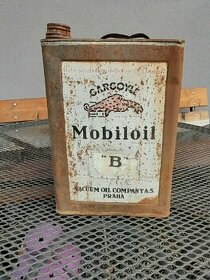 GARGOYLE
Mobiloil
"B"
VACUUM OIL COMPANY A.S.
PRAHA